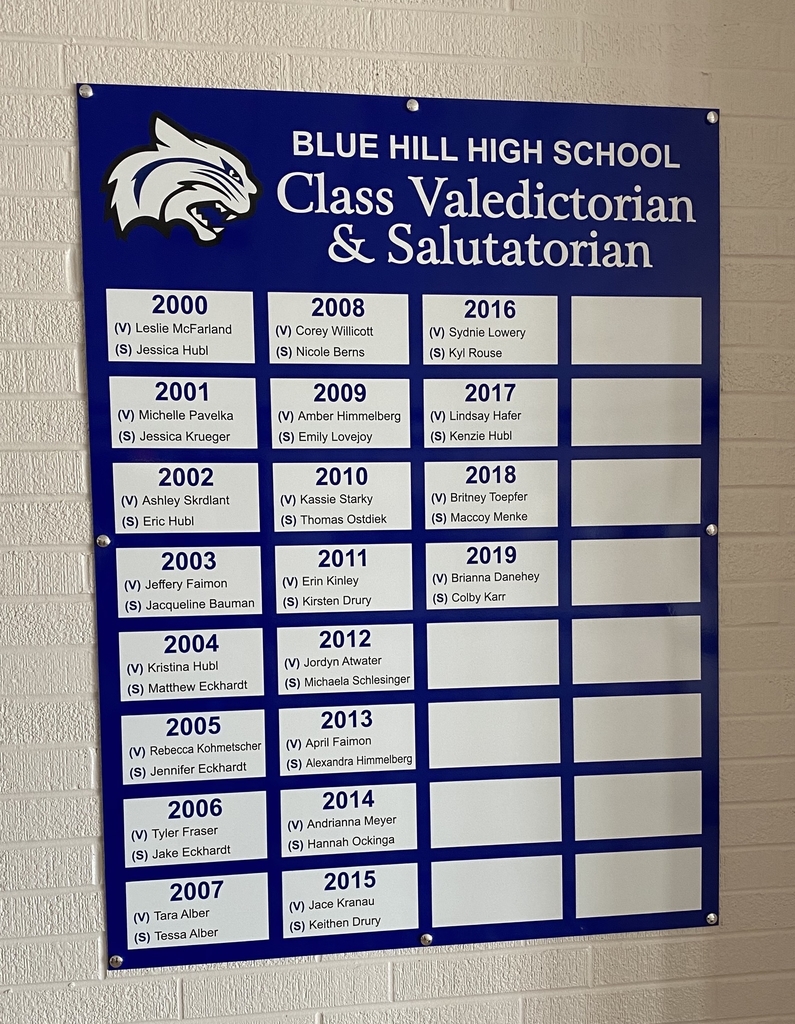 BLUE HILL HIGH SCHOOL
Class Valedictorian
& Salutatorian
2000
(V) Leslie McFarland
(S) Jessica Hubl
2001
(V) Michelle Pavelka
(S) Jessica Krueger
2002
(V) Ashley Skrdlant
(S) Eric Hubl
2003
(V) Jeffery Faimon
(S) Jacqueline Bauman
2004
(V) Kristina Hubl
(S) Matthew Eckhardt
2005
(V) Rebecca Kohmetscher
(S) Jennifer Eckhardt
2006
(V) Tyler Fraser
(S) Jake Eckhardt
2007
(V) Tara Alber
(S) Tessa Alber
2008
(V) Corey Willicott
(S) Nicole Berns
2009
(V) Amber Himmelberg
(S) Emily Lovejoy
2010
(V) Kassie Starky
(S) Thomas Ostdiek
2011
(V) Erin Kinley
(S) Kirsten Drury
2012
(V) Jordyn Atwater
(S) Michaela Schlesinger
2013
(V) April Faimon
(S) Alexandra Himmelberg
2014
(V) Andrianna Meyer
(S) Hannah Ockinga
2015
(V) Jace Kranau
(S) Keithen Drury
2016
(V) Sydnie Lowery
(S) Kyl Rouse
2017
(V) Lindsay Hafer
(S) Kenzie Hubl
2018
(V) Britney Toepfer
(S) Maccoy Menke
2019
(V) Brianna Danehey
(S) Colby Karr